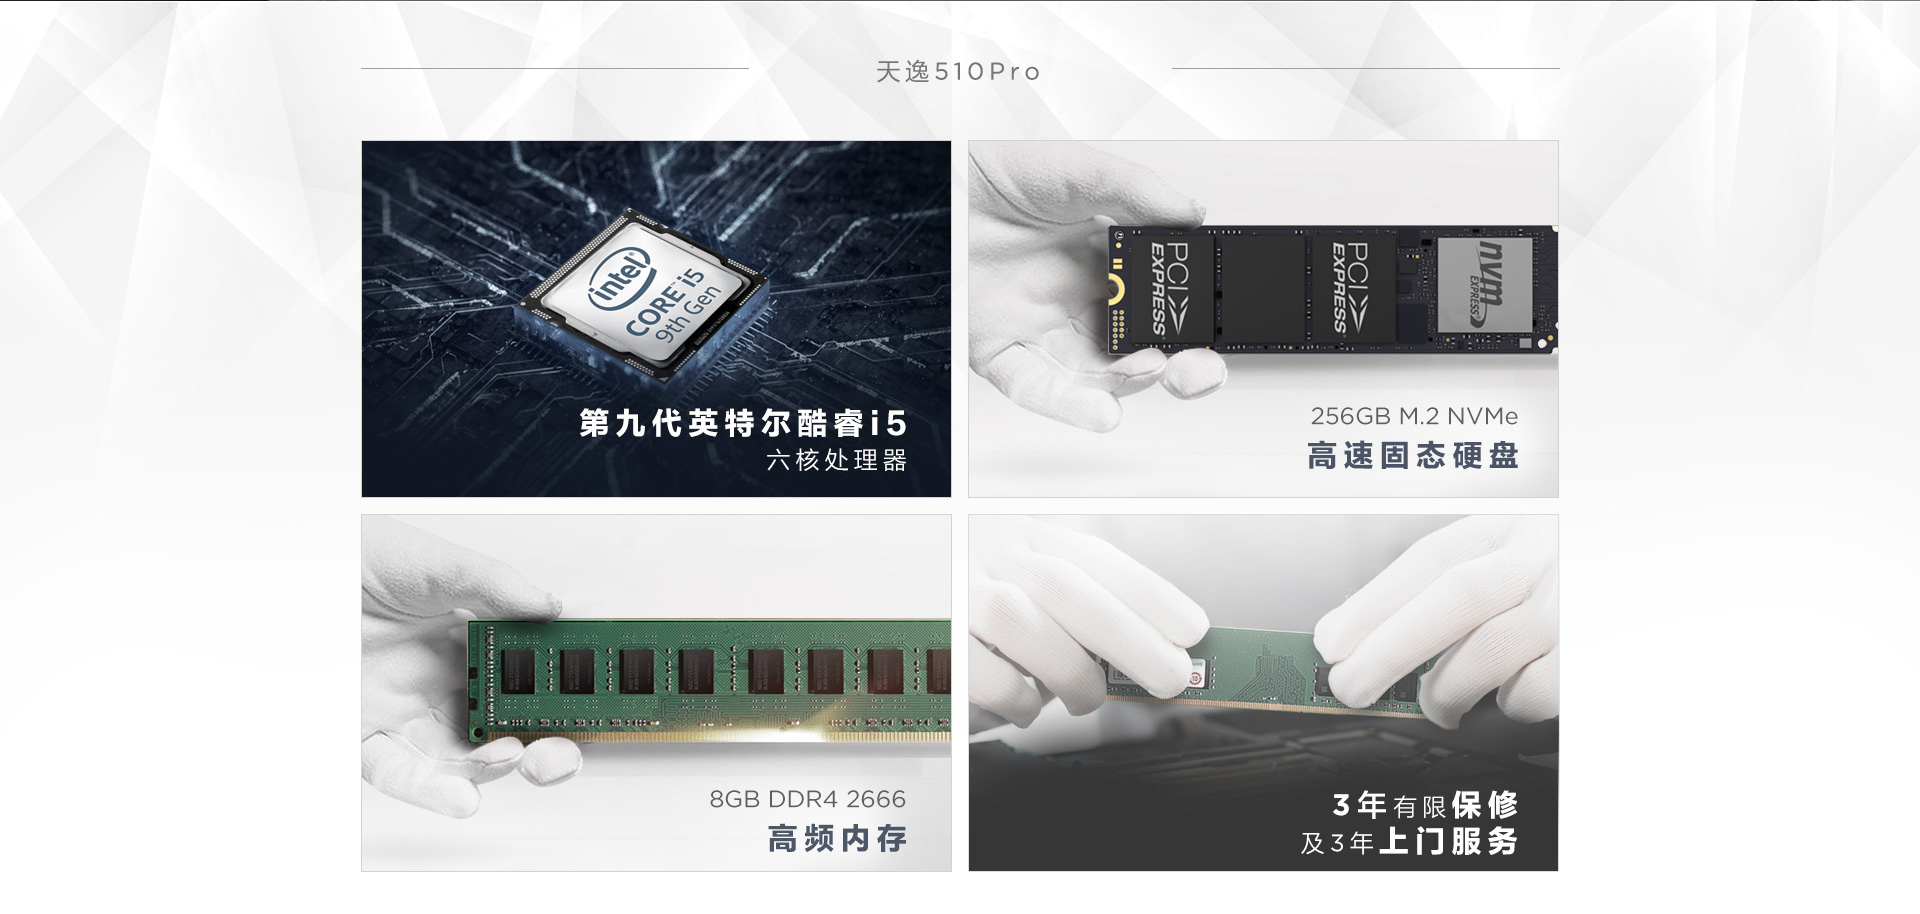 天逸510Pro
intel
CORE i5
9th Gen
第九代英特尔酷睿i5
六核处理器
PCI
EXPRESS
PCI
EXPRESS
nvm
EXPRESS
256GB M.2 NVMe
高速固态硬盘
8GB DDR4 2666
高频内存
3年有限保修
及3年上门服务